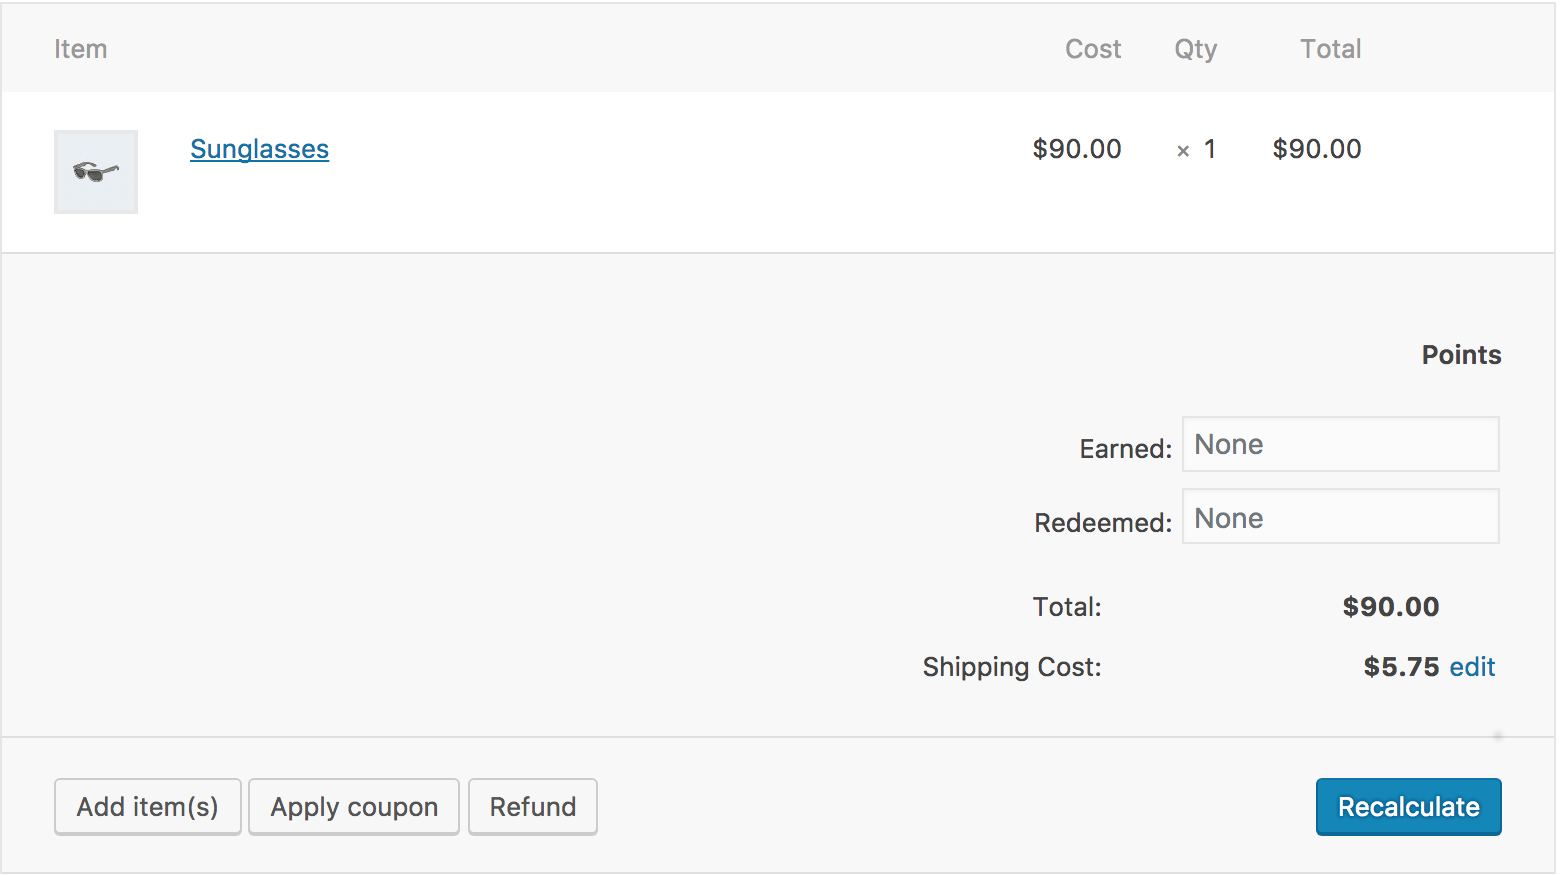 Item Cost Qty Total
Sunglasses $90.00 × 1 $90.00
Points
Earned: None
Redeemed: None
Total: $90.00
Shipping Cost: $5.75 edit
Add item(s) Apply coupon Refund Recalculate